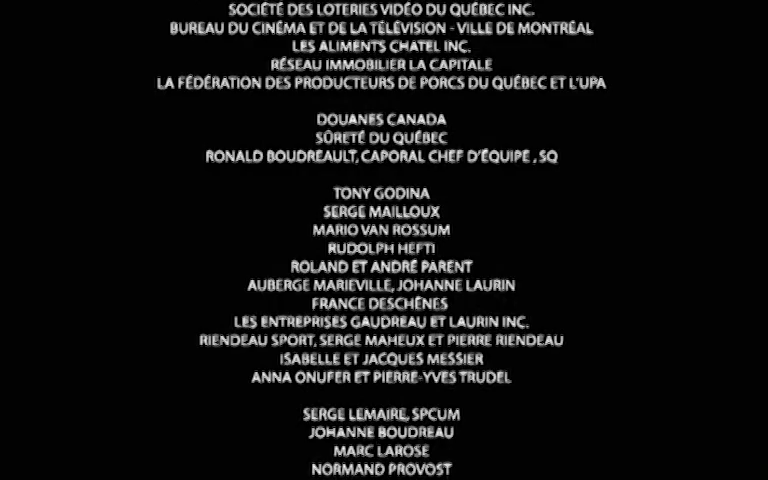 SOCIÉTÉ DES LOTERIES VIDÉO DU QUÉBEC INC.
BUREAU DU CINÉMA ET DE LA TÉLÉVISION - VILLE DE MONTRÉAL
LES ALIMENTS CHATEL INC.
RÉSEAU IMMOBILIER LA CAPITALE
LA FÉDÉRATION DES PRODUCTEURS DE PORCS DU QUÉBEC ET L'UPA
DOUANES CANADA
SÛRETÉ DU QUÉBEC
RONALD BOUDREAULT, CAPORAL CHEF D'ÉQUIPE , SQ
TONY GODINA
SERGE MAILLOUX
MARIO VAN ROSSUM
RUDOLPH HEFTI
ROLAND ET ANDRÉ PARENT
AUBERGE MARIEVILLE, JOHANNE LAURIN
FRANCE DESCHÊNES
LES ENTREPRISES GAUDREAU ET LAURIN INC.
RIENDEAU SPORT, SERGE MAHEUX ET PIERRE RIENDEAU
ISABELLE ET JACQUES MESSIER
ANNA ONUFER ET PIERRE-YVES TRUDEL
SERGE LEMAIRE, SPCUM
JOHANNE BOUDREAU
MARC LAROSE
NORMAND PROVOST